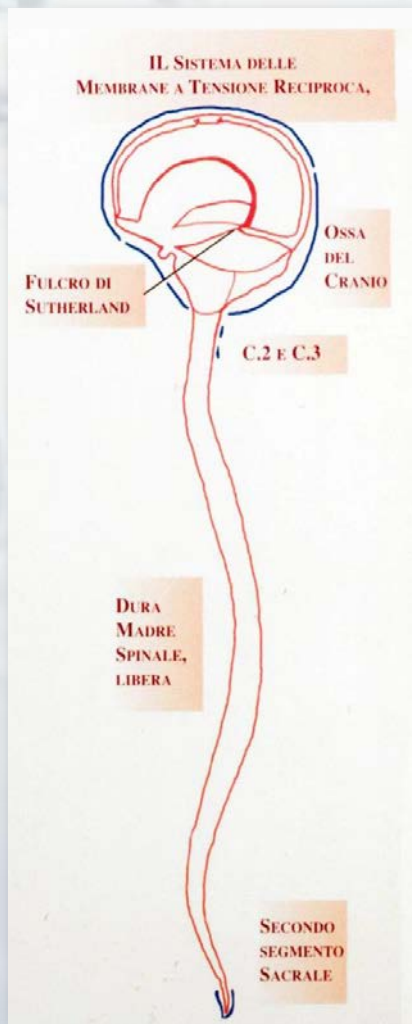 IL SISTEMA DELLE
MEMBRANE A TENSIONE RECIPROCA,
OSSA
DEL
CRANIO
FULCRO DI
SUTHERLAND
C.2 E C.3
DURA
MADRE
SPINALE,
LIBERA
SECONDO
SEGMENTO
SACRALE